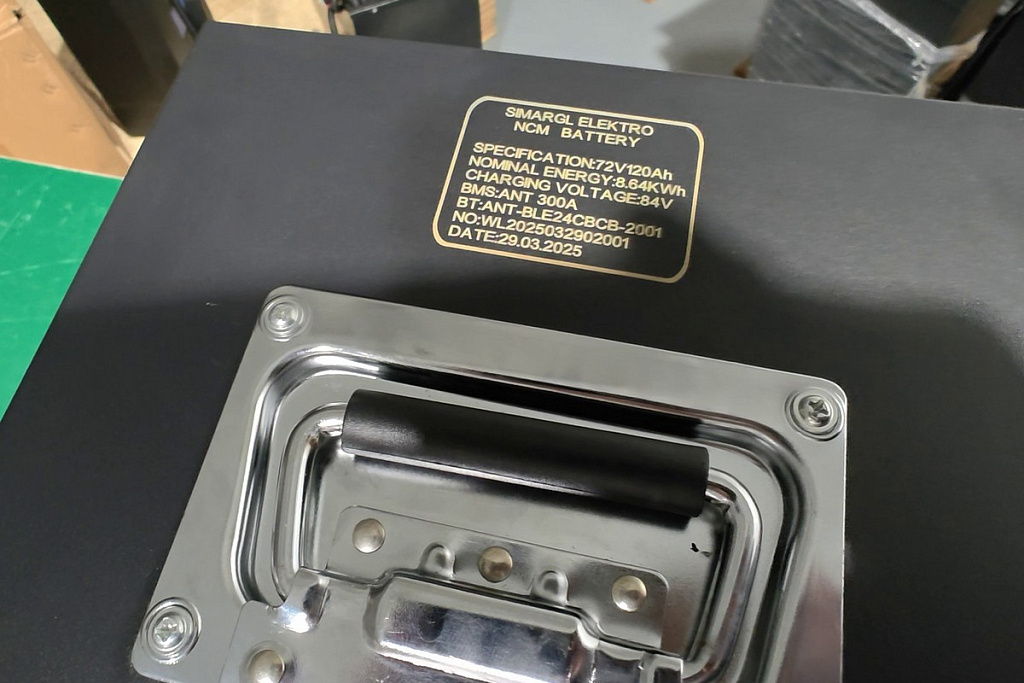 SIMARGL ELEKTRO
NCM BATTERY
SPECIFICATION:72V120Ah
NOMINAL ENERGY:8.64KWh
CHARGING VOLTAGE:84V
BMS:ANT 300A
BT:ANT-BLE24CBCB-2001
NO:WL2025032902001
DATE:29.03.2025